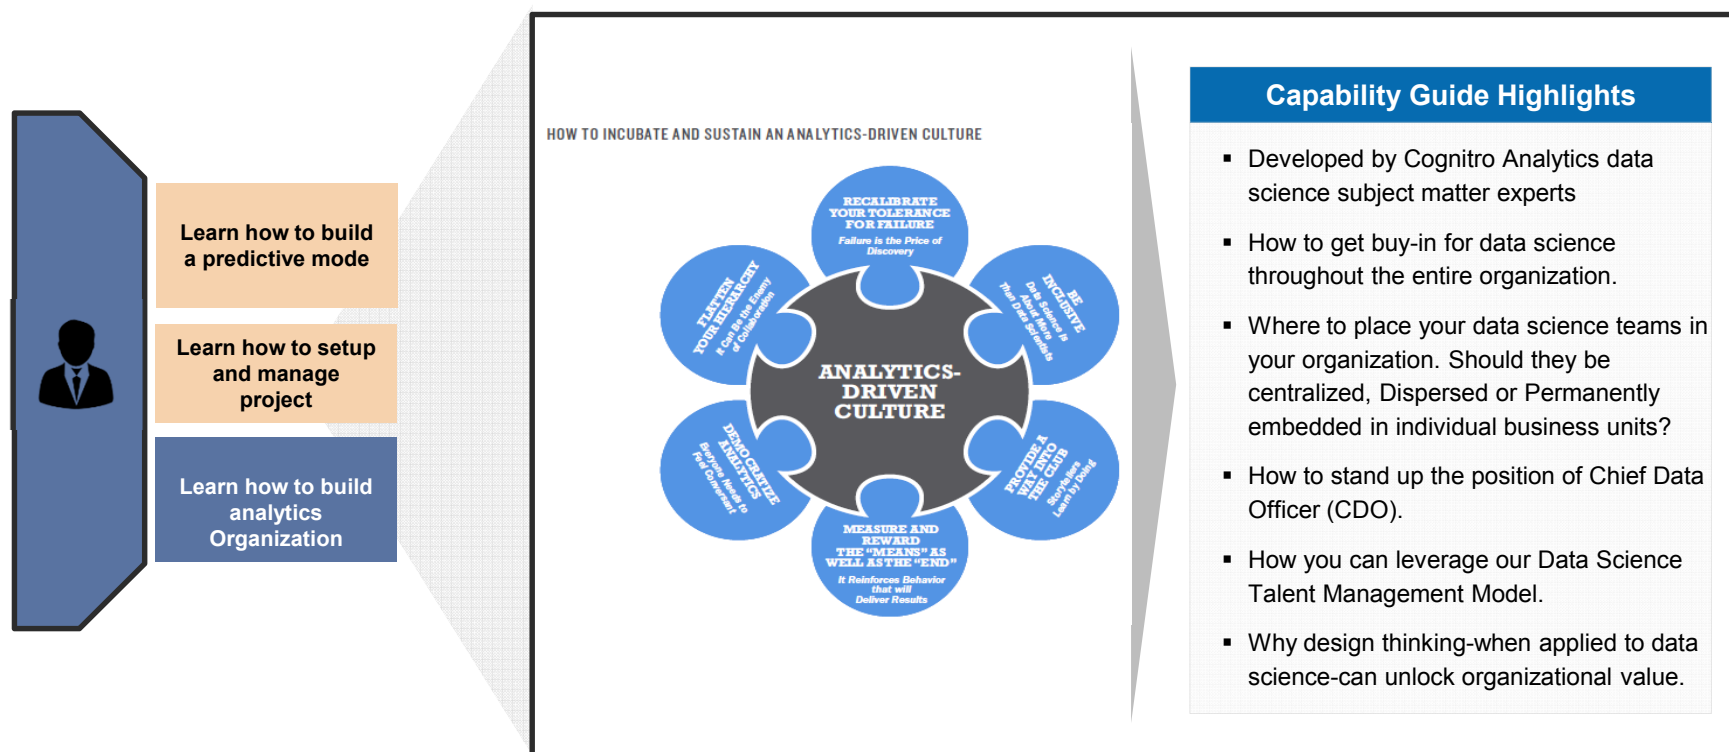 Learn how to build
a predictive mode
Learn how to setup
and manage
project
Learn how to build
analytics
Organization
HOW TO INCUBATE AND SUSTAIN AN ANALYTICS-DRIVEN CULTURE
RECALIBRATE
YOUR TOLERANCE
FOR FAILURE
Failure is the Price of
Discovery
BE
INCLUSIVE
Data Science is
About More
Than Data Scientists
PROVIDE A
WAY INTO
THE CLUB
Storytellers
Learn by Doing
MEASURE AND
REWARD
THE “MEANS” AS
WELL AS THE “END”
It Reinforces Behavior
that will
Deliver Results
DEMOCRATIZE
ANALYTICS
Everyone Needs to
Feel Conversant
FLATTEN
YOUR HIERARCHY
It Can Be the Enemy
of Collaboration
ANALYTICS-
DRIVEN
CULTURE
Capability Guide Highlights
▪ Developed by Cognitro Analytics data
science subject matter experts
▪ How to get buy-in for data science
throughout the entire organization.
▪ Where to place your data science teams in
your organization. Should they be
centralized, Dispersed or Permanently
embedded in individual business units?
▪ How to stand up the position of Chief Data
Officer (CDO).
▪ How you can leverage our Data Science
Talent Management Model.
▪ Why design thinking-when applied to data
science-can unlock organizational value.